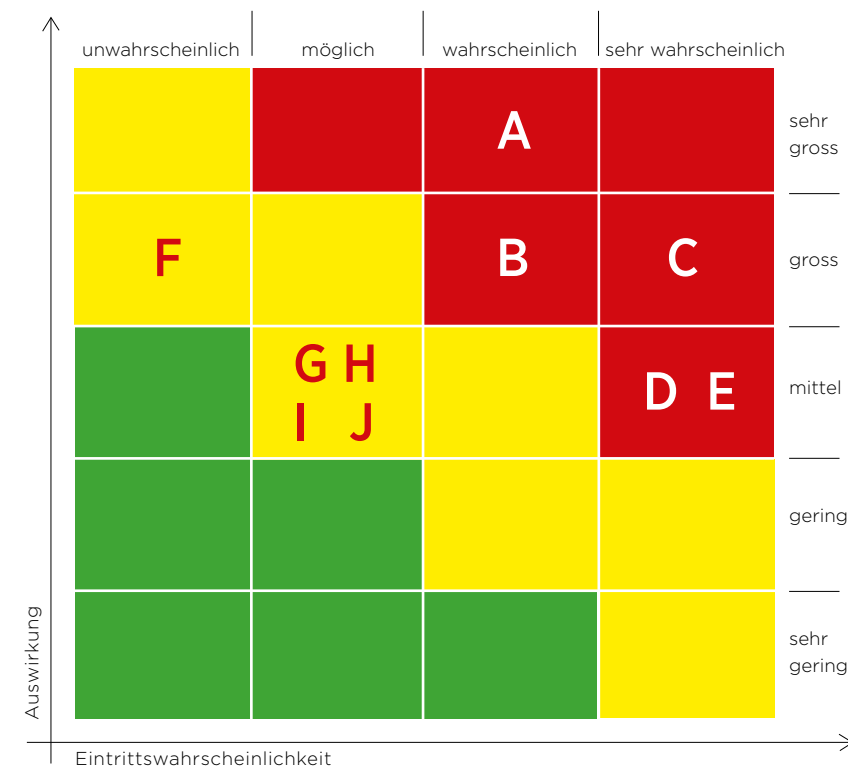 unwahrscheinlich möglich wahrscheinlich sehr wahrscheinlich
A
sehr
gross
F B C
gross
G H
I J
D E
mittel
gering
sehr
gering
Auswirkung
Eintrittswahrscheinlichkeit